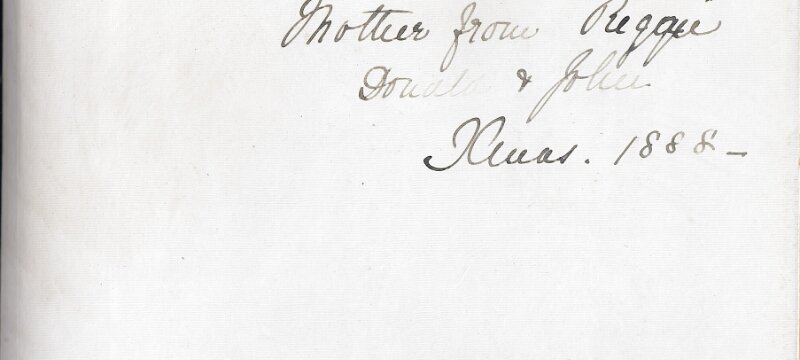 Mother from Reggie
Donald & John
Xmas. 1888-